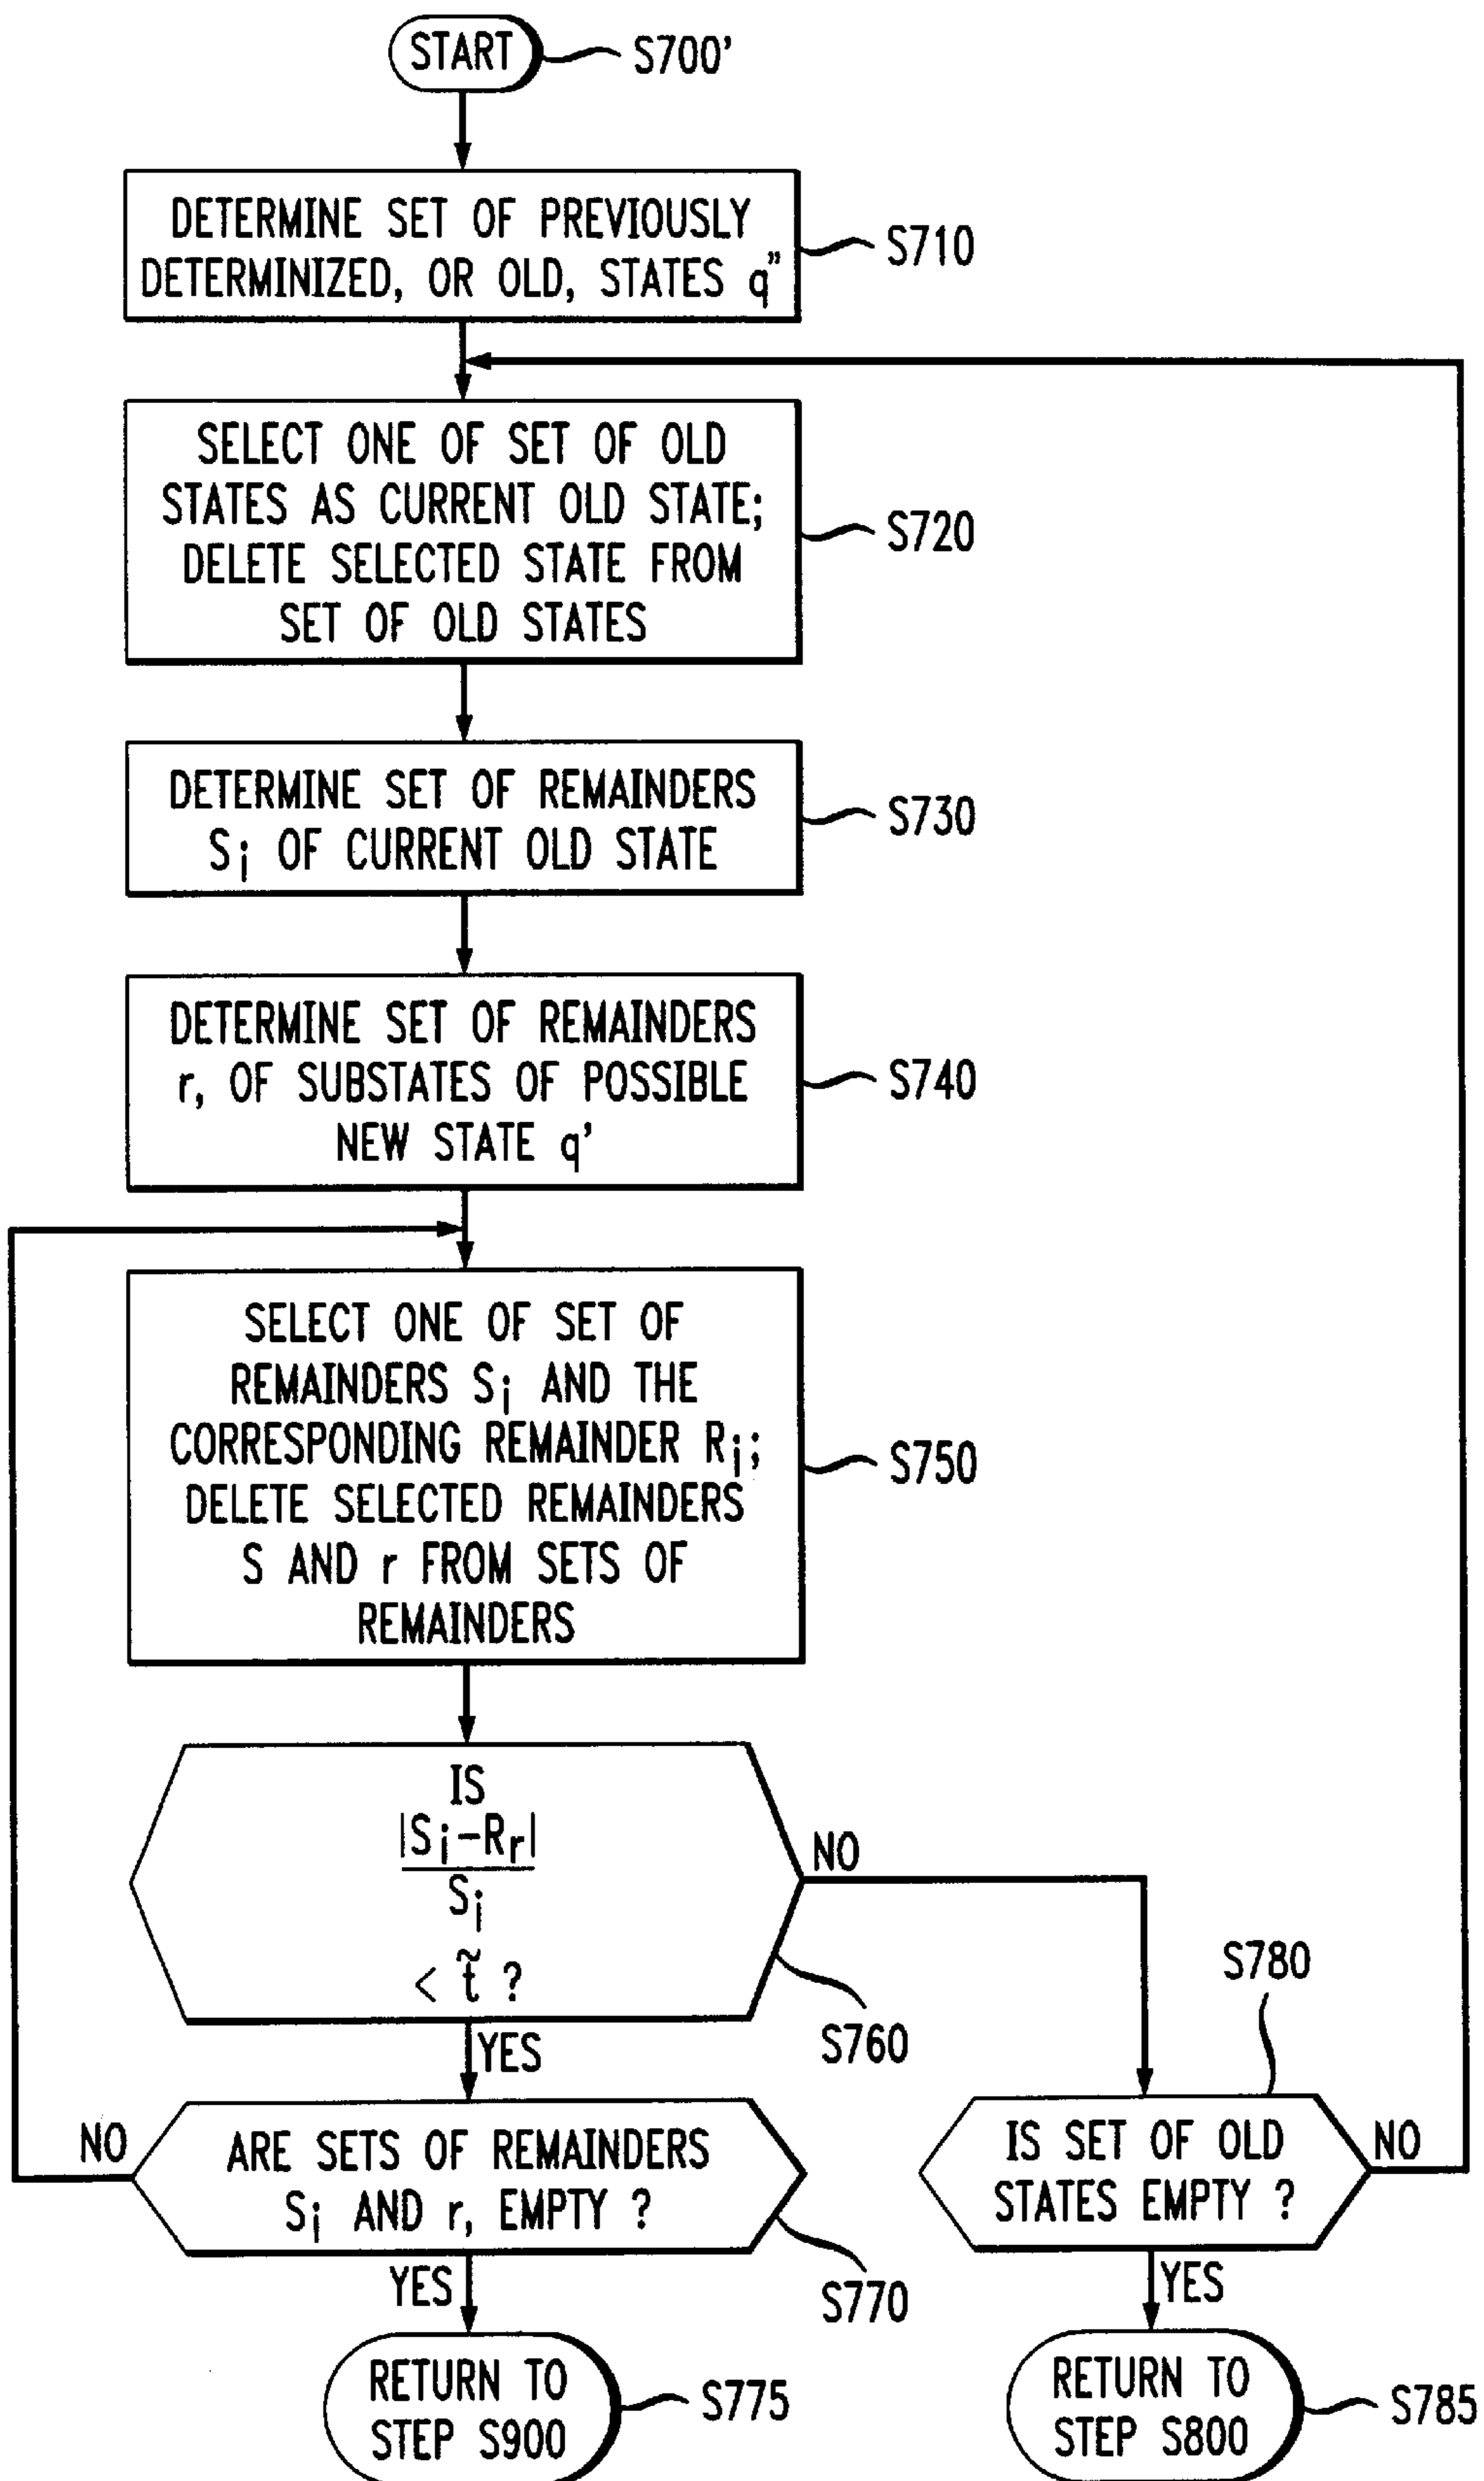 START
S700'
DETERMINE SET OF PREVIOUSLY
DETERMINIZED, OR OLD, STATES q"
S710
SELECT ONE OF SET OF OLD
STATES AS CURRENT OLD STATE;
DELETE SELECTED STATE FROM
SET OF OLD STATES
S720
DETERMINE SET OF REMAINDERS
Si OF CURRENT OLD STATE
S730
DETERMINE SET OF REMAINDERS
r, OF SUBSTATES OF POSSIBLE
NEW STATE q'
S740
SELECT ONE OF SET OF
REMAINDERS Si AND THE
CORRESPONDING REMAINDER Ri;
DELETE SELECTED REMAINDERS
S AND r FROM SETS OF
REMAINDERS
S750
IS
|Si-Rr|
Si
< t̃ ?
NO
S760
YES
S780
NO
ARE SETS OF REMAINDERS
Si AND r, EMPTY ?
S770
IS SET OF OLD
STATES EMPTY ?
NO
YES
YES
RETURN TO
STEP S900
S775
RETURN TO
STEP S800
S785